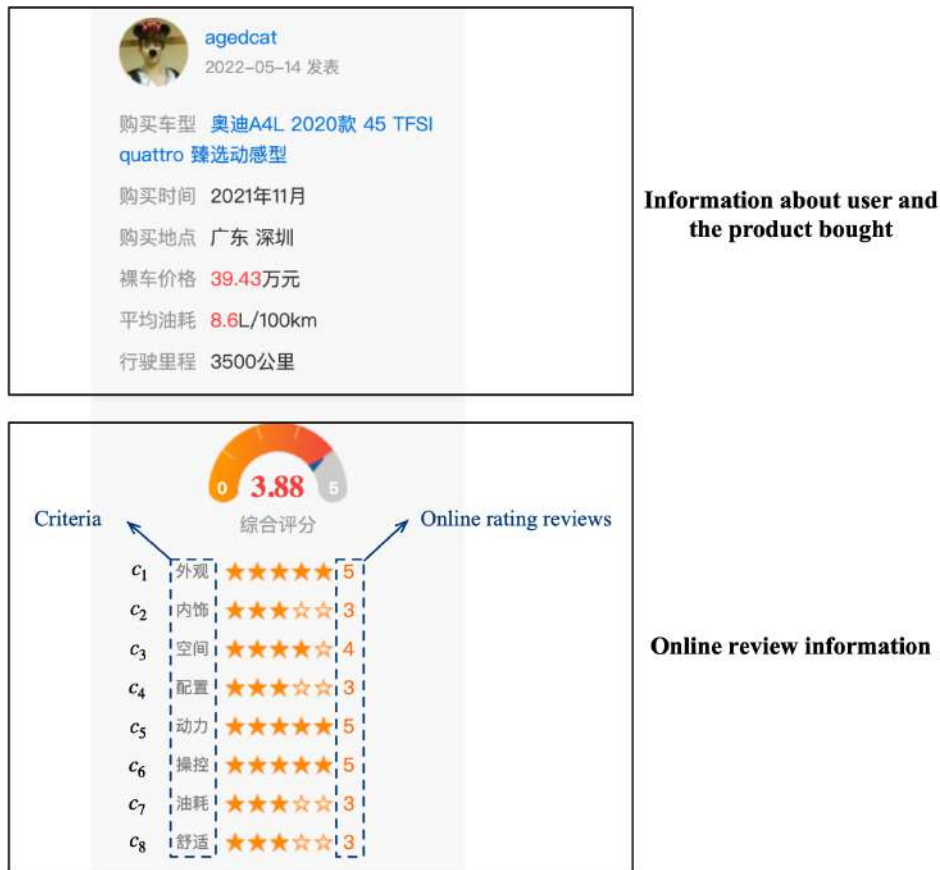 agedcat
2022-05-14 发表
购买车型 奥迪A4L 2020款 45 TFSI
quattro 臻选动感型
购买时间 2021年11月
购买地点 广东 深圳
裸车价格 39.43万元
平均油耗 8.6L/100km
行驶里程 3500公里
Information about user and
the product bought
0 3.88 5
综合评分
Criteria
Online rating reviews
c1 外观 ★★★★★ 5
c2 内饰 ★★★☆☆ 3
c3 空间 ★★★★☆ 4
c4 配置 ★★★☆☆ 3
c5 动力 ★★★★★ 5
c6 操控 ★★★★★ 5
c7 油耗 ★★★☆☆ 3
c8 舒适 ★★★☆☆ 3
Online review information